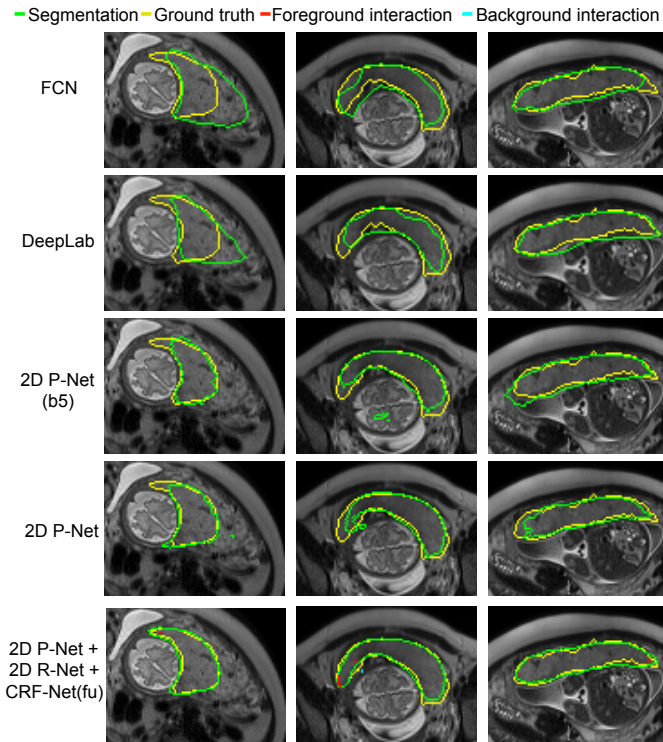 Segmentation Ground truth Foreground interaction Background interaction
FCN
DeepLab
2D P-Net
(b5)
2D P-Net
2D P-Net +
2D R-Net +
CRF-Net(fu)